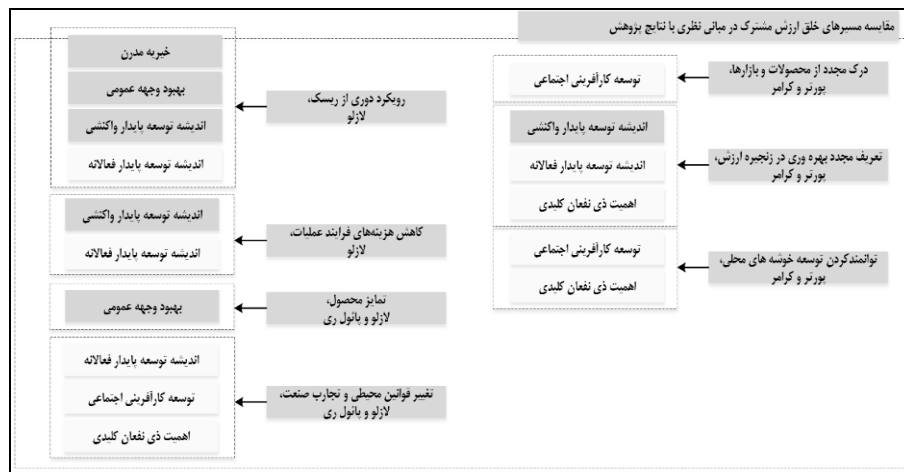 مقایسه مسیرهای خلق ارزش مشترک در مبانی نظری با نتایج پژوهش
درک مجدد از محصولات و بازارها،
پورتر و کرامر
توسعه کارآفرینی اجتماعی
تعریف مجدد بهره وری در زنجیره ارزش،
پورتر و کرامر
اندیشه توسعه پایدار واکنشی
اندیشه توسعه پایدار فعالانه
اهمیت ذی نفعان کلیدی
توانمندکردن توسعه خوشه های محلی،
پورتر و کرامر
توسعه کارآفرینی اجتماعی
اهمیت ذی نفعان کلیدی
رویکرد دوری از ریسک،
لازلو
خیریه مدرن
بهبود وجهه عمومی
اندیشه توسعه پایدار واکنشی
اندیشه توسعه پایدار فعالانه
کاهش هزینه‌های فرایند عملیات،
لازلو
اندیشه توسعه پایدار واکنشی
اندیشه توسعه پایدار فعالانه
تمایز محصول،
لازلو و پائول ری
بهبود وجهه عمومی
تغییر قوانین محیطی و تجارب صنعت،
لازلو و پائول ری
اندیشه توسعه پایدار فعالانه
توسعه کارآفرینی اجتماعی
اهمیت ذی نفعان کلیدی